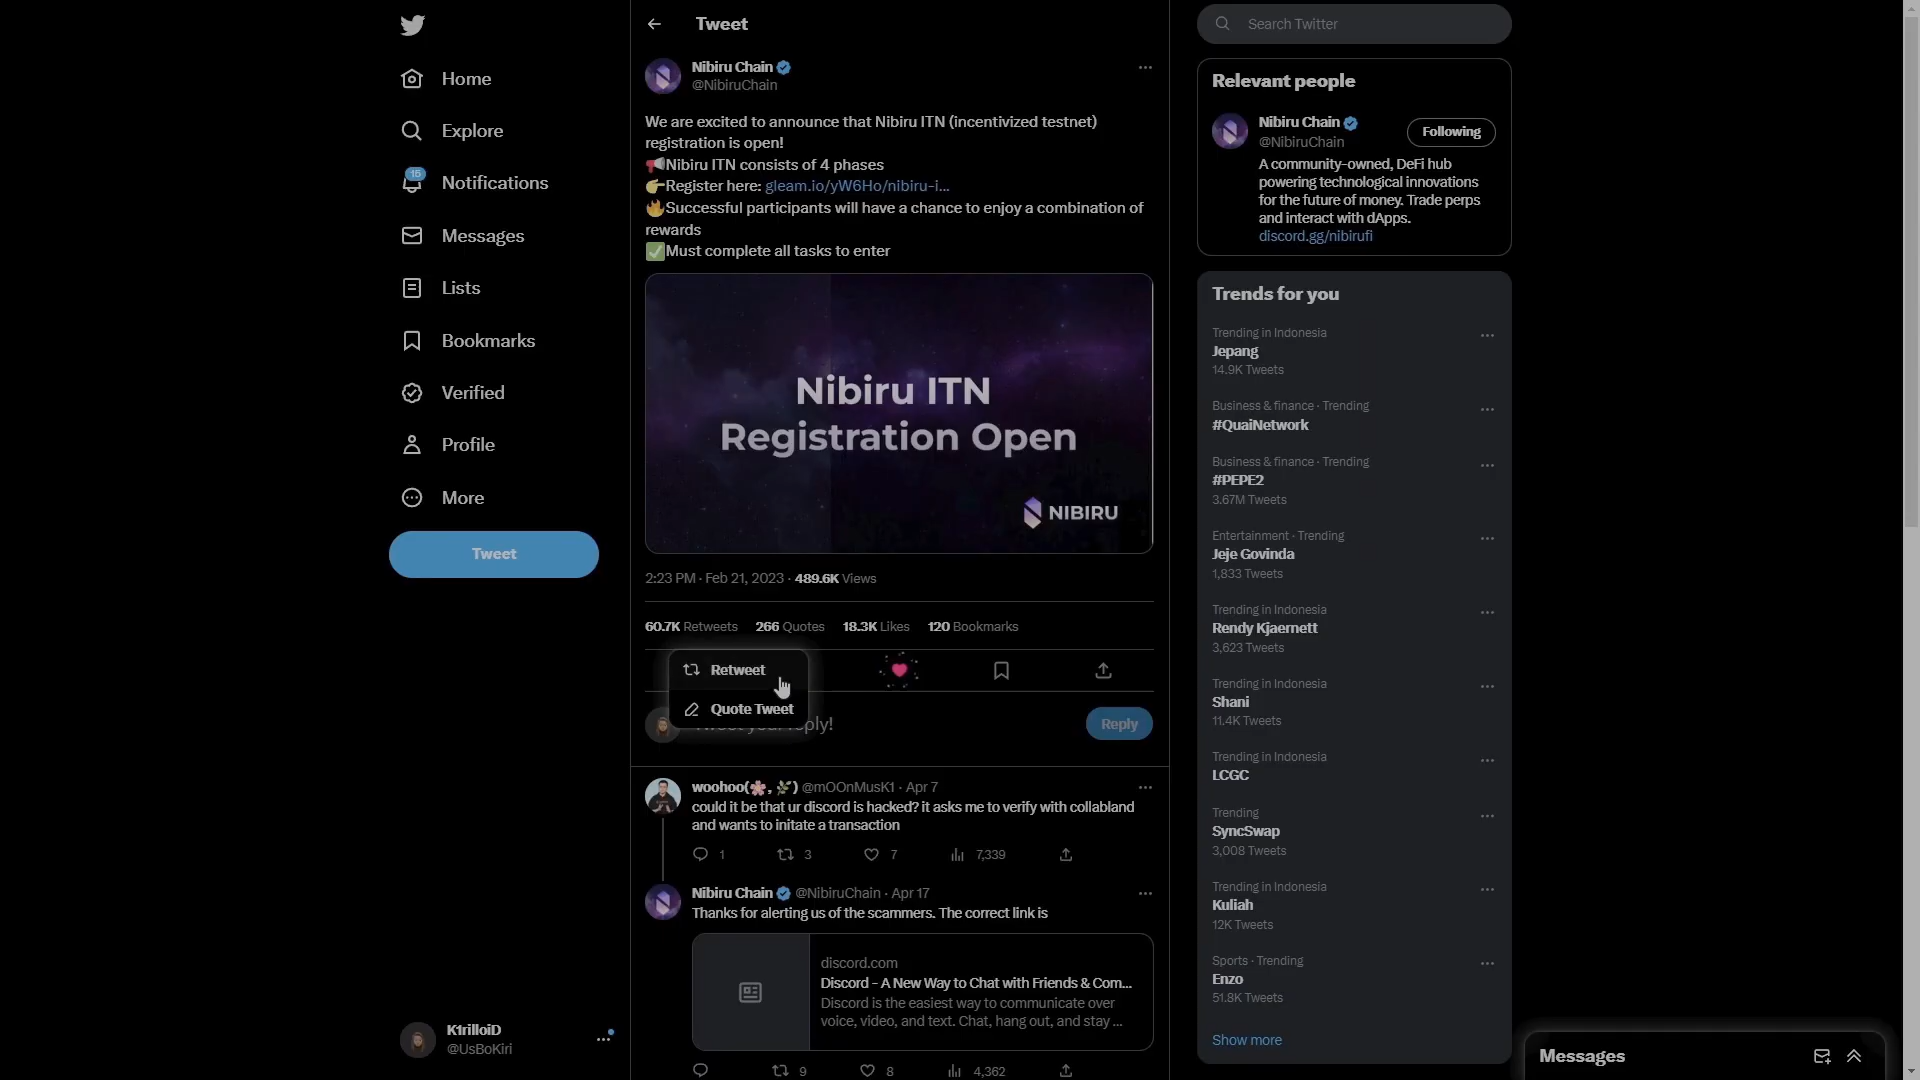 Home
Explore
16
Notifications
Messages
Lists
Bookmarks
Verified
Profile
More
Tweet
K1rilloiD
@UsBoKiri
Tweet
Nibiru Chain
@NibiruChain
We are excited to announce that Nibiru ITN (incentivized testnet)
registration is open!
Nibiru ITN consists of 4 phases
Register here: gleam.io/yW6Ho/nibiru-i...
Successful participants will have a chance to enjoy a combination of
rewards
Must complete all tasks to enter
Nibiru ITN
Registration Open
NIBIRU
2:23 PM · Feb 21, 2023 · 489.6K Views
60.7K Retweets 266 Quotes 18.3K Likes 120 Bookmarks
Retweet
Quote Tweet
reply!
Reply
woohoo(🌸, 🌿) @mOOnMusK1 · Apr 7
could it be that ur discord is hacked? it asks me to verify with collabland
and wants to initate a transaction
1 3 7 7,339
Nibiru Chain @NibiruChain · Apr 17
Thanks for alerting us of the scammers. The correct link is
discord.com
Discord - A New Way to Chat with Friends & Com...
Discord is the easiest way to communicate over
voice, video, and text. Chat, hang out, and stay ...
9 8 4,362
Search Twitter
Relevant people
Nibiru Chain
@NibiruChain
Following
A community-owned, DeFi hub
powering technological innovations
for the future of money. Trade perps
and interact with dApps.
discord.gg/nibirufi
Trends for you
Trending in Indonesia
Jepang
14.9K Tweets
Business & finance · Trending
#QuaiNetwork
Business & finance · Trending
#PEPE2
3.67M Tweets
Entertainment · Trending
Jeje Govinda
1,833 Tweets
Trending in Indonesia
Rendy Kjaernett
3,623 Tweets
Trending in Indonesia
Shani
11.4K Tweets
Trending in Indonesia
LCGC
Trending
SyncSwap
3,008 Tweets
Trending in Indonesia
Kuliah
12K Tweets
Sports · Trending
Enzo
51.8K Tweets
Show more
Messages